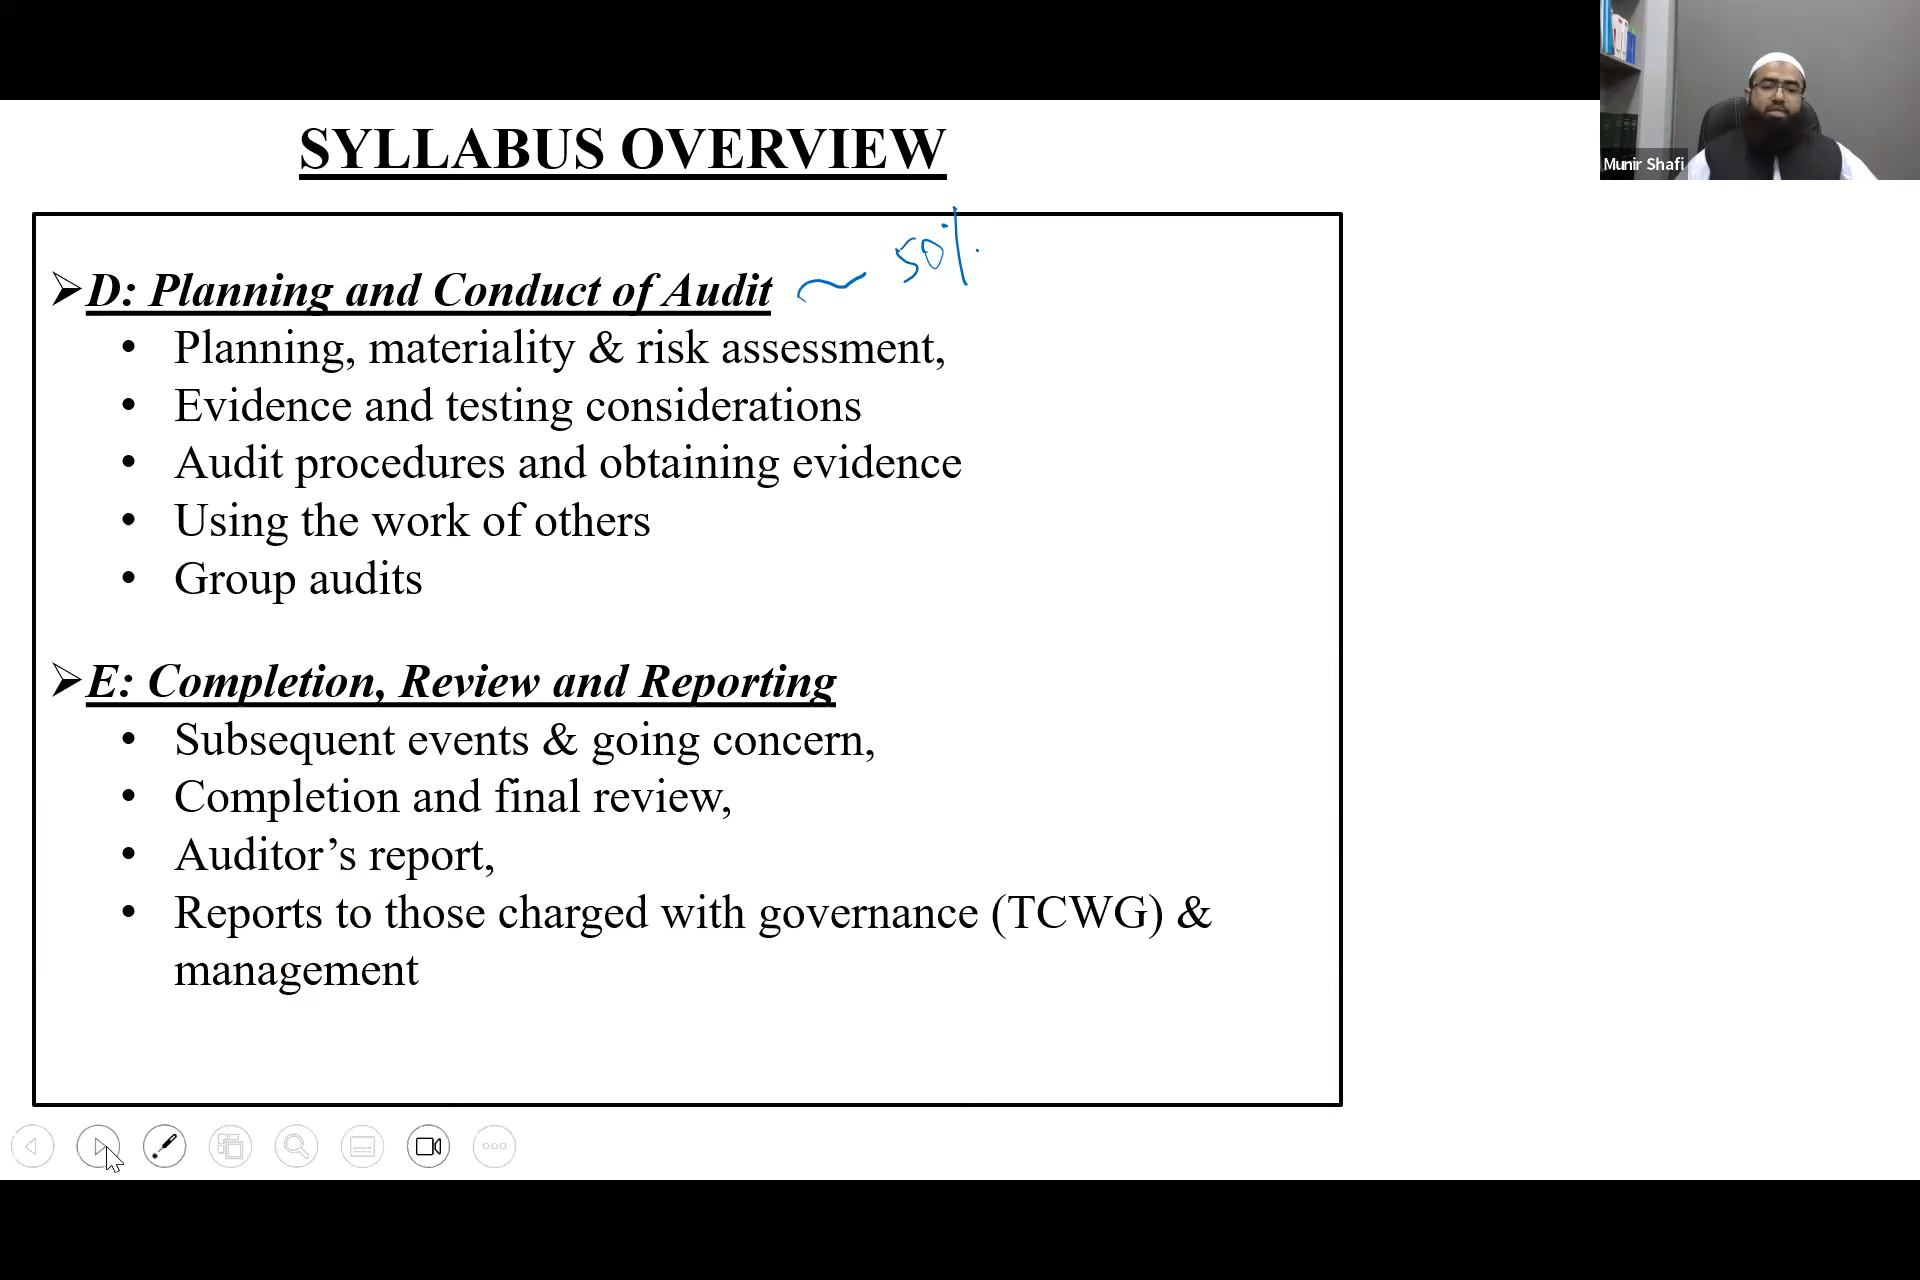 SYLLABUS OVERVIEW
Munir Shafi
50%
➢D: Planning and Conduct of Audit
• Planning, materiality & risk assessment,
• Evidence and testing considerations
• Audit procedures and obtaining evidence
• Using the work of others
• Group audits
➢E: Completion, Review and Reporting
• Subsequent events & going concern,
• Completion and final review,
• Auditor’s report,
• Reports to those charged with governance (TCWG) &
management